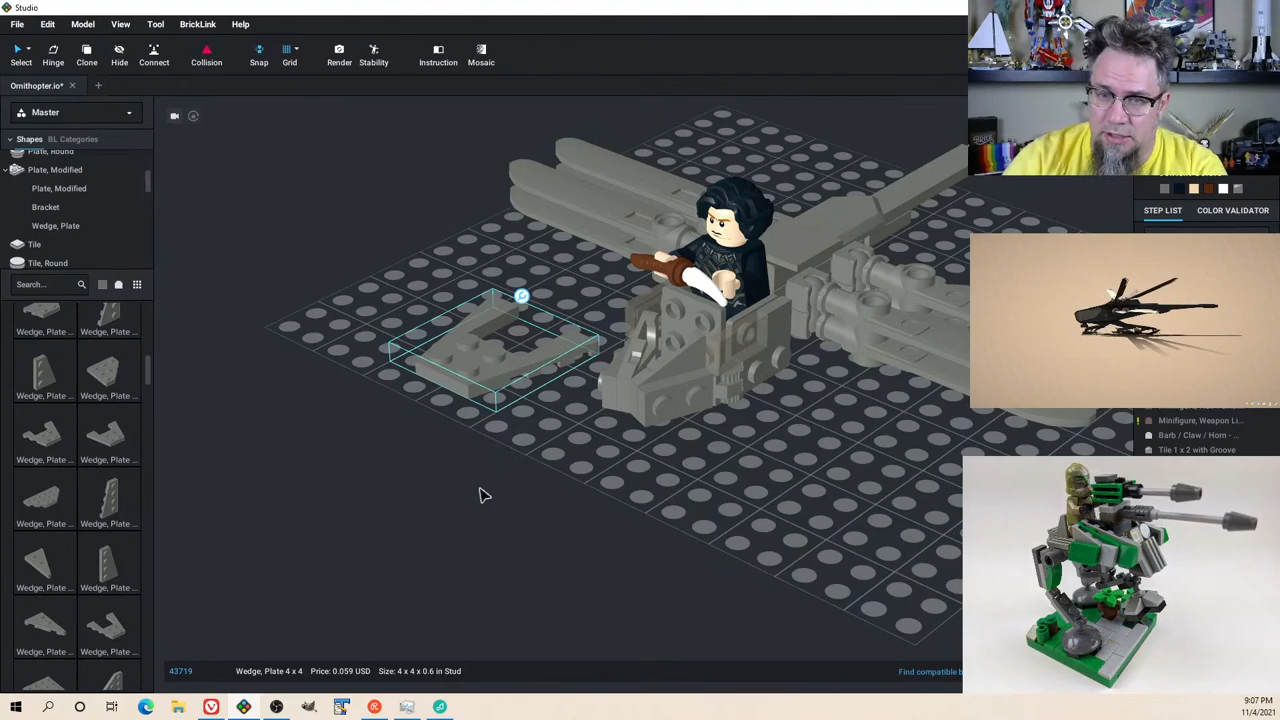 Studio
File Edit Model View Tool BrickLink Help
Select Hinge Clone Hide Connect Collision Snap Grid Render Stability Instruction Mosaic
Ornithopter.io*
Master
Shapes BL Categories
Plate, Round
Plate, Modified
Plate, Modified
Bracket
Wedge, Plate
Tile
Tile, Round
Search...
Wedge, Plate ... Wedge, Plate ...
Wedge, Plate ... Wedge, Plate ...
Wedge, Plate ... Wedge, Plate ...
Wedge, Plate ... Wedge, Plate ...
Wedge, Plate ... Wedge, Plate ...
Wedge, Plate ... Wedge, Plate ...
STEP LIST COLOR VALIDATOR
Minifigure, Weapon Li...
Barb / Claw / Horn - ...
Tile 1 x 2 with Groove
43719 Wedge, Plate 4 x 4 Price: 0.059 USD Size: 4 x 4 x 0.6 in Stud
Find compatible b
9:07 PM
11/4/2021